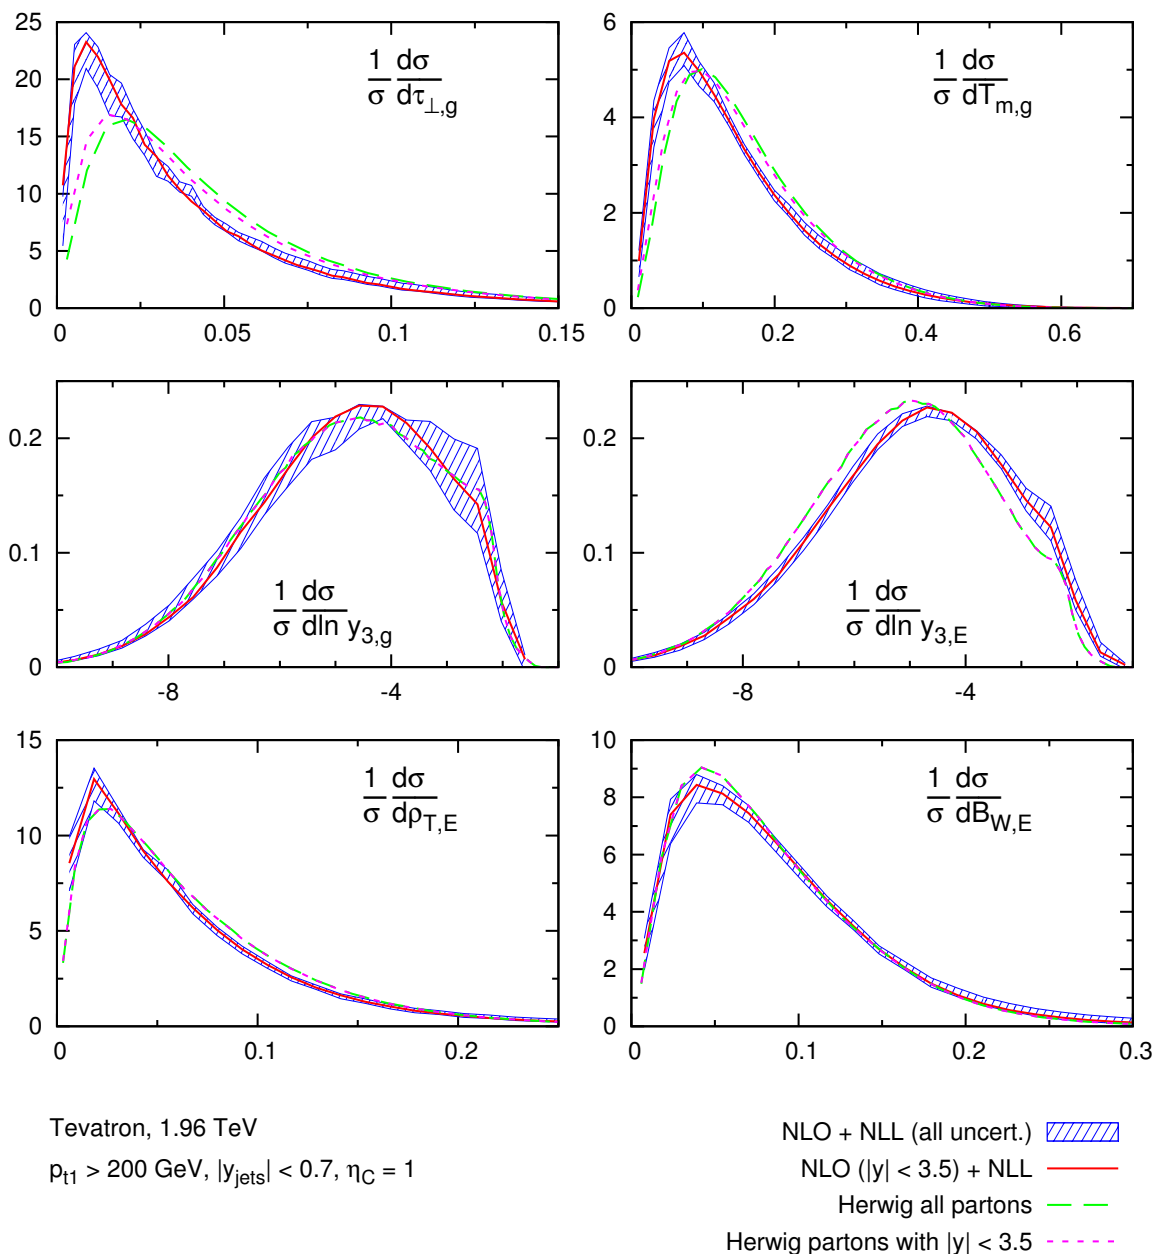 25
20
15
10
5
0
0 0.05 0.1 0.15
1/σ dσ/dτ⊥,g
6
4
2
0
0 0.2 0.4 0.6
1/σ dσ/dTm,g
0.2
0.1
0
-8 -4
1/σ dσ/dln y3,g
0.2
0.1
0
-8 -4
1/σ dσ/dln y3,E
15
10
5
0
0 0.1 0.2
1/σ dσ/dρT,E
10
8
6
4
2
0
0 0.1 0.2 0.3
1/σ dσ/dBW,E
Tevatron, 1.96 TeV
pt1 > 200 GeV, |yjets| < 0.7, ηC = 1
NLO + NLL (all uncert.)
NLO (|y| < 3.5) + NLL
Herwig all partons
Herwig partons with |y| < 3.5